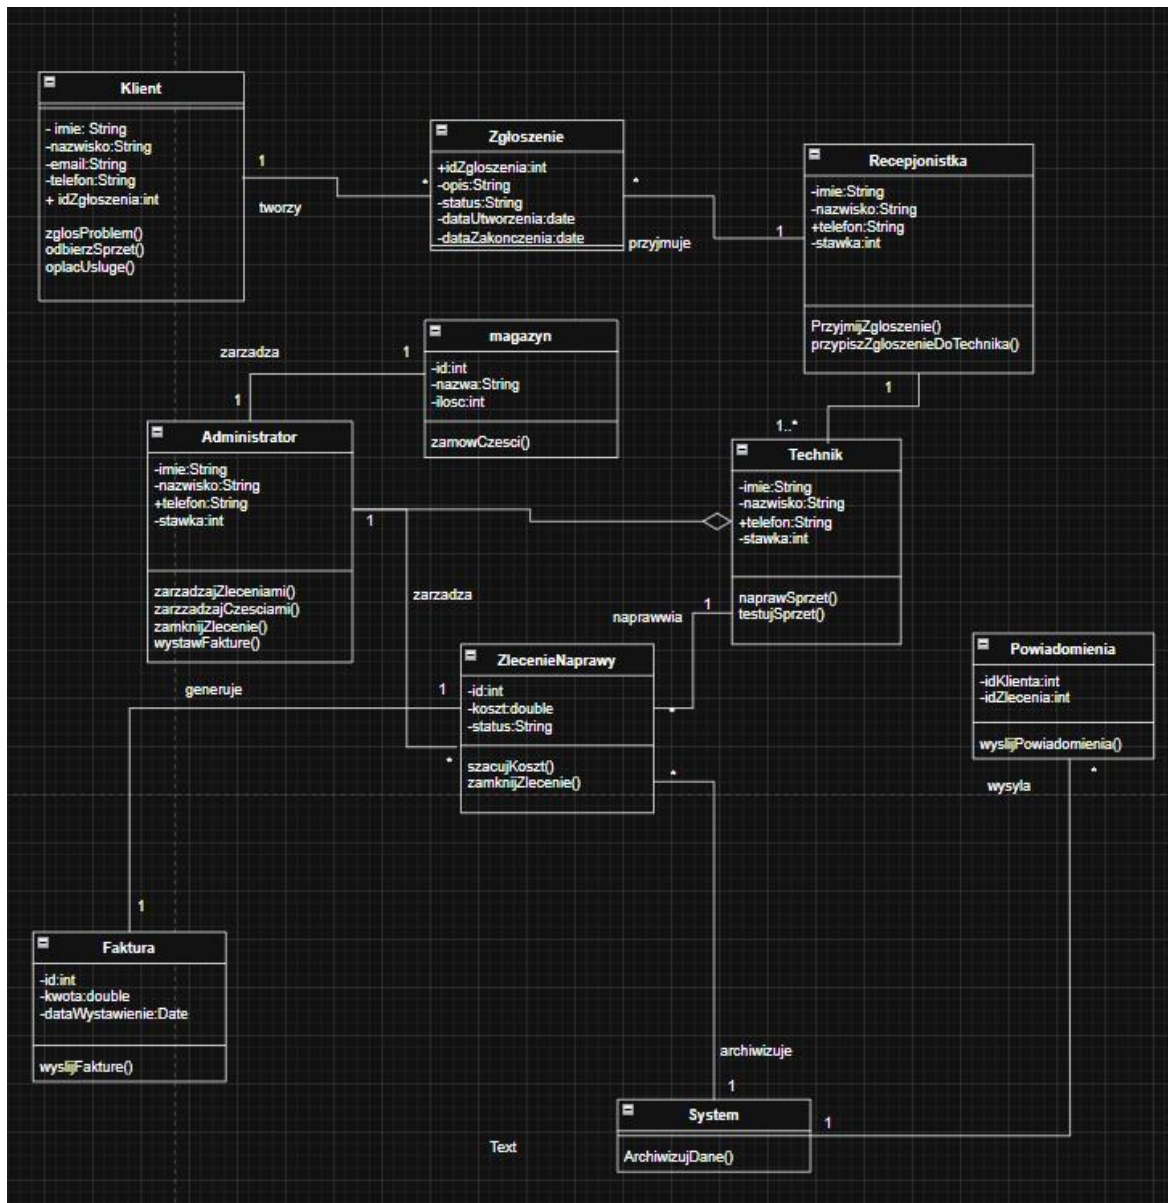 Klient
- imie: String
-nazwisko:String
-email:String
-telefon:String
+ idZgłoszenia:int
zglosProblem()
odbierzSprzet()
oplacUsluge()
1
tworzy
*
Zgłoszenie
+idZgloszenia:int
-opis:String
-status:String
-dataUtworzenia:date
-dataZakonczenia:date
*
przyjmuje
1
Recepjonistka
-imie:String
-nazwisko:String
+telefon:String
-stawka:int
PrzyjmijZgloszenie()
przypiszZgloszenieDoTechnika()
1
1..*
zarzadza
1
1
magazyn
-id:int
-nazwa:String
-ilosc:int
zamowCzesci()
Administrator
-imie:String
-nazwisko:String
+telefon:String
-stawka:int
zarzadzajZleceniami()
zarzzadzajCzesciami()
zamknijZlecenie()
wystawFakture()
1
zarzadza
*
Technik
-imie:String
-nazwisko:String
+telefon:String
-stawka:int
naprawSprzet()
testujSprzet()
naprawwia
1
*
ZlecenieNaprawy
-id:int
-koszt:double
-status:String
szacujKoszt()
zamknijZlecenie()
*
generuje
1
1
Powiadomienia
-idKlienta:int
-idZlecenia:int
wyslijPowiadomienia()
wysyla
*
Faktura
-id:int
-kwota:double
-dataWystawienie:Date
wyslijFakture()
archiwizuje
1
System
ArchiwizujDane()
1
Text